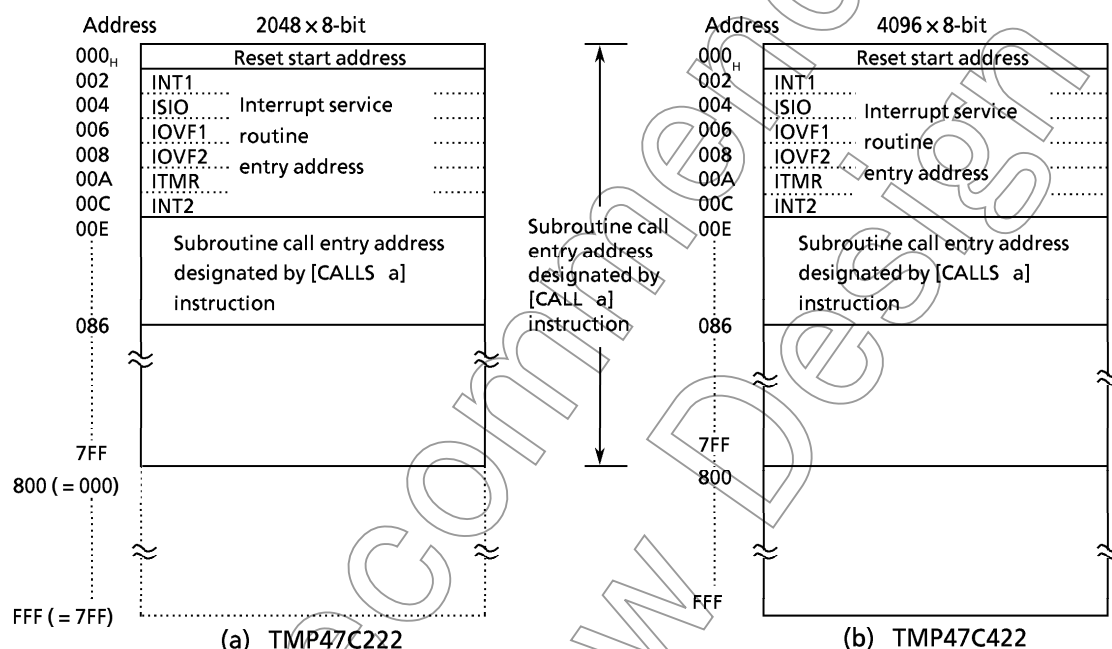 Address 2048 × 8-bit
000H Reset start address
002 INT1
004 ISIO Interrupt service
006 IOVF1 routine
008 IOVF2 entry address
00A ITMR
00C INT2
00E
Subroutine call entry address
designated by [CALLS a]
instruction
086
7FF
800 ( = 000)
FFF ( = 7FF)
(a) TMP47C222
Subroutine call
entry address
designated by
[CALL a]
instruction
Address 4096 × 8-bit
000H Reset start address
002 INT1
004 ISIO Interrupt service
006 IOVF1 routine
008 IOVF2 entry address
00A ITMR
00C INT2
00E
Subroutine call entry address
designated by [CALLS a]
instruction
086
7FF
800
FFF
(b) TMP47C422
commen
w Design